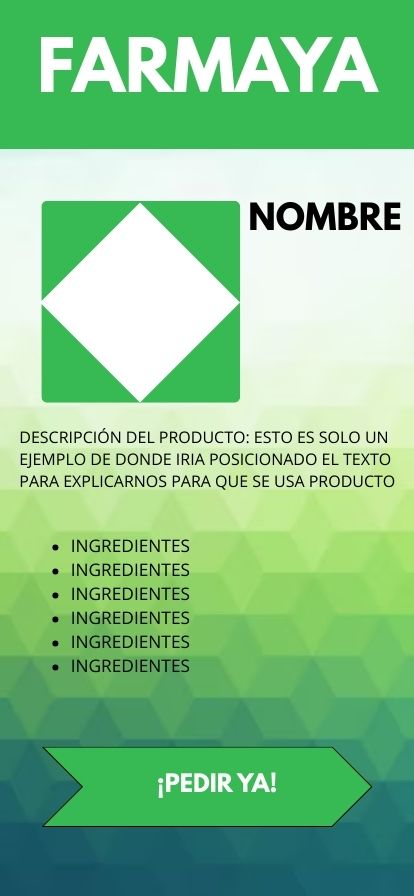 FARMAYA
NOMBRE
DESCRIPCIÓN DEL PRODUCTO: ESTO ES SOLO UN
EJEMPLO DE DONDE IRIA POSICIONADO EL TEXTO
PARA EXPLICARNOS PARA QUE SE USA PRODUCTO
• INGREDIENTES
• INGREDIENTES
• INGREDIENTES
• INGREDIENTES
• INGREDIENTES
• INGREDIENTES
¡PEDIR YA!